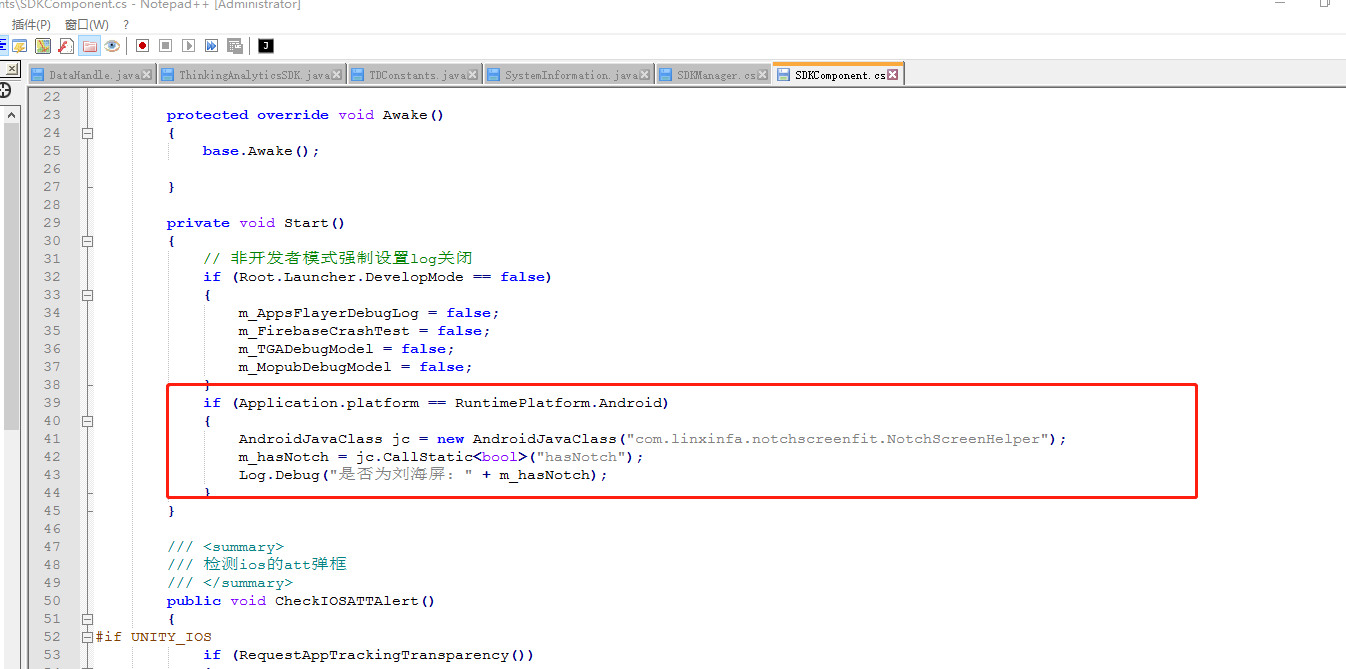 nts\SDKComponent.cs - Notepad++ [Administrator]
插件(P) 窗口(W) ?
DataHandle.java ThinkingAnalyticsSDK.java TDConstants.java SystemInformation.java SDKManager.cs SDKComponent.cs
22
23 protected override void Awake()
24 {
25 base.Awake();
26
27 }
28
29 private void Start()
30 {
31 // 非开发者模式强制设置log关闭
32 if (Root.Launcher.DevelopMode == false)
33 {
34 m_AppsFlayerDebugLog = false;
35 m_FirebaseCrashTest = false;
36 m_TGADebugModel = false;
37 m_MopubDebugModel = false;
38 }
39 if (Application.platform == RuntimePlatform.Android)
40 {
41 AndroidJavaClass jc = new AndroidJavaClass("com.linxinfa.notchscreenfit.NotchScreenHelper");
42 m_hasNotch = jc.CallStatic<bool>("hasNotch");
43 Log.Debug("是否为刘海屏: " + m_hasNotch);
44 }
45 }
46
47 /// <summary>
48 /// 检测ios的att弹框
49 /// </summary>
50 public void CheckIOSATTAlert()
51 {
52 #if UNITY_IOS
53 if (RequestAppTrackingTransparency())